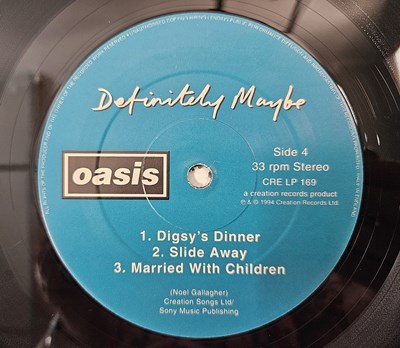 Definitely Maybe
oasis
Side 4
33 rpm Stereo
CRE LP 169
a creation records product
℗ & © 1994 Creation Records Ltd.
1. Digsy's Dinner
2. Slide Away
3. Married With Children
(Noel Gallagher)
Creation Songs Ltd/
Sony Music Publishing